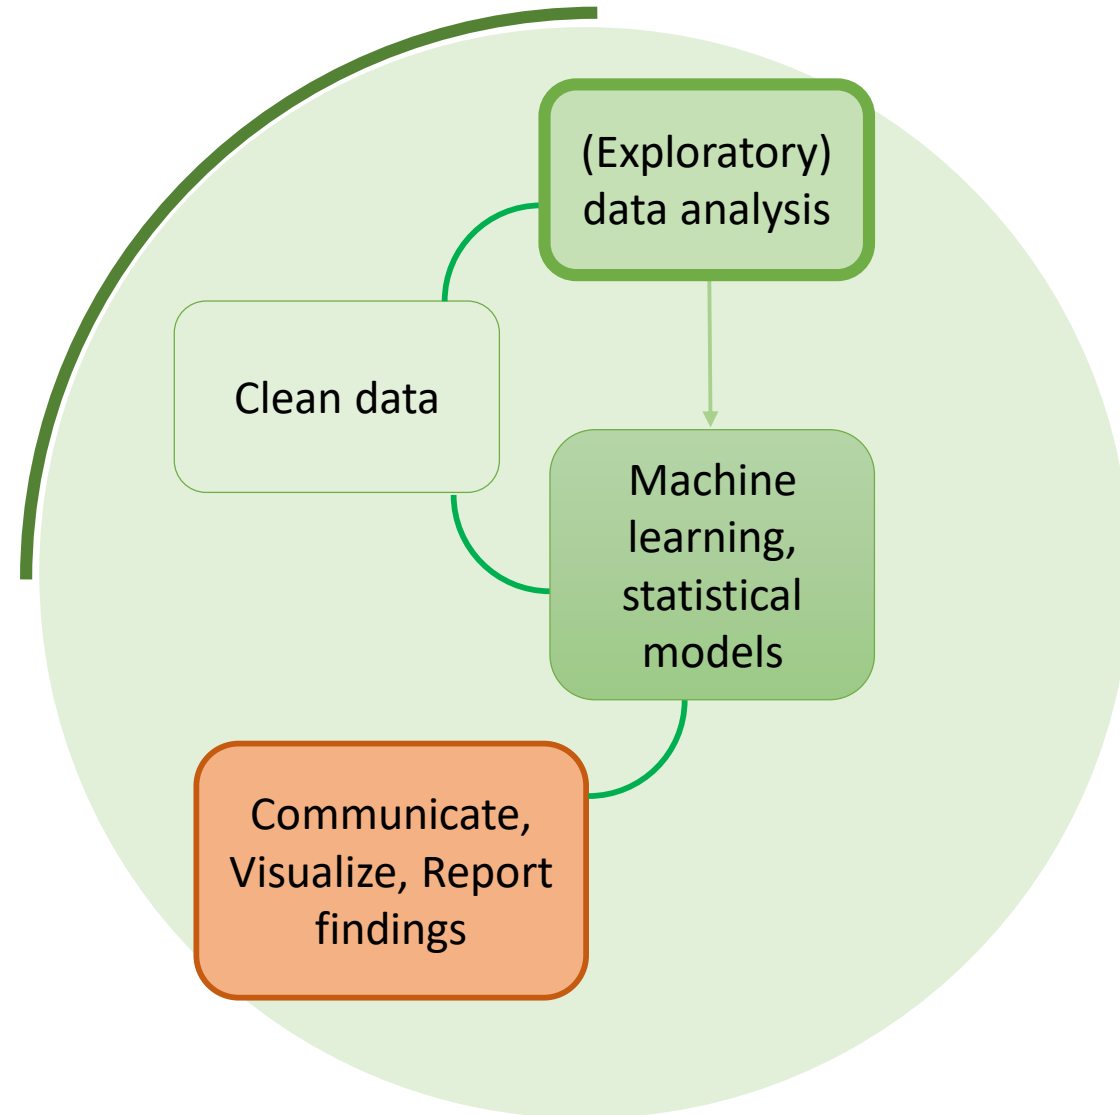 (Exploratory)
data analysis
Clean data
Machine
learning,
statistical
models
Communicate,
Visualize, Report
findings